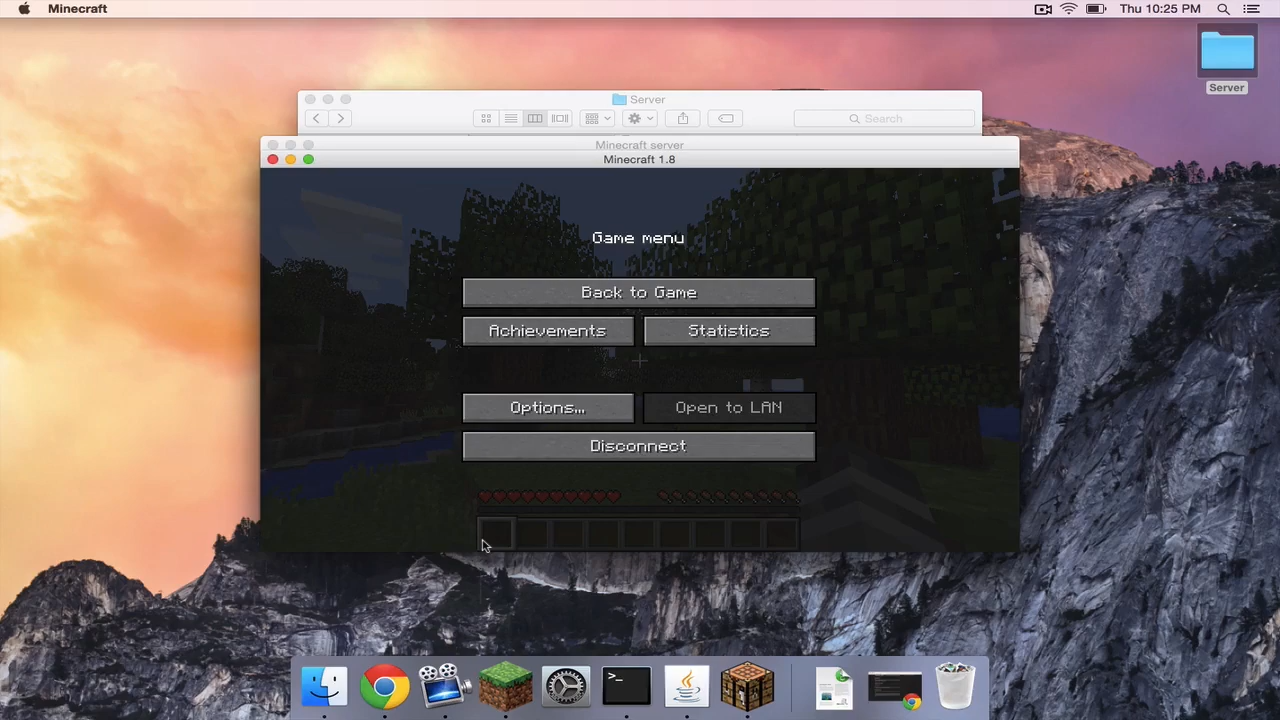 Minecraft
Thu 10:25 PM
Server
Server
Search
Minecraft server
Minecraft 1.8
Game menu
Back to Game
Achievements
Statistics
Options...
Open to LAN
Disconnect
>_